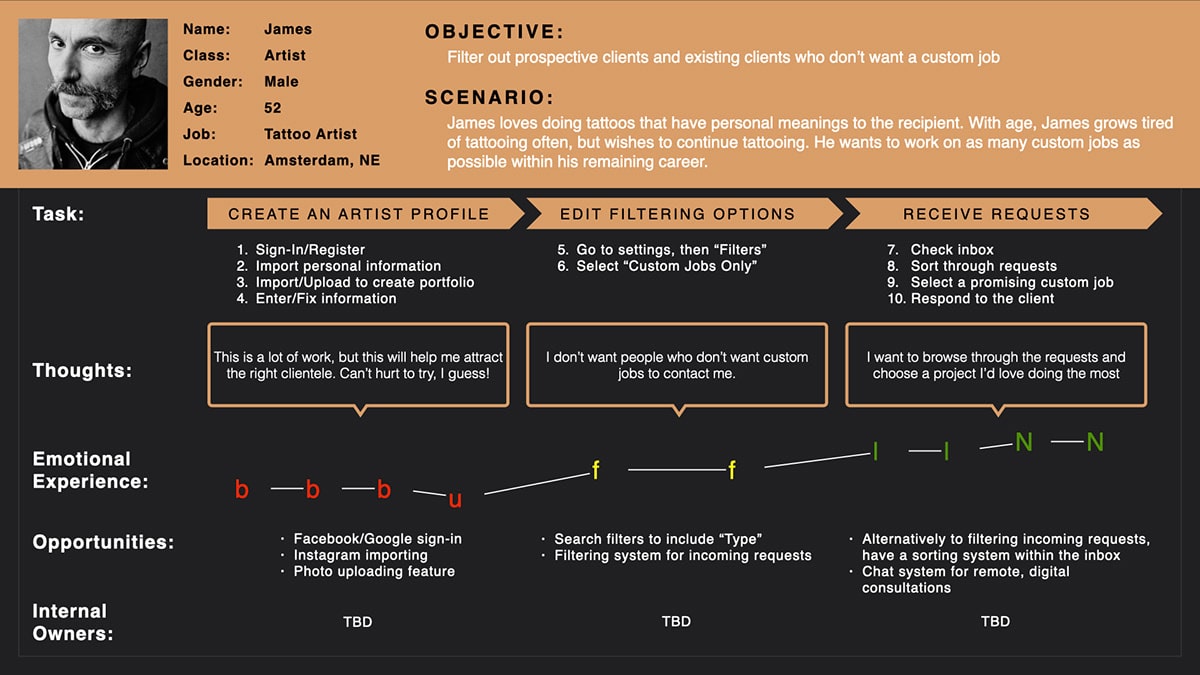 Name: James
Class: Artist
Gender: Male
Age: 52
Job: Tattoo Artist
Location: Amsterdam, NE
OBJECTIVE:
Filter out prospective clients and existing clients who don’t want a custom job
SCENARIO:
James loves doing tattoos that have personal meanings to the recipient. With age, James grows tired
of tattooing often, but wishes to continue tattooing. He wants to work on as many custom jobs as
possible within his remaining career.
Task:
CREATE AN ARTIST PROFILE
EDIT FILTERING OPTIONS
RECEIVE REQUESTS
1. Sign-In/Register
2. Import personal information
3. Import/Upload to create portfolio
4. Enter/Fix information
5. Go to settings, then “Filters”
6. Select “Custom Jobs Only”
7. Check inbox
8. Sort through requests
9. Select a promising custom job
10. Respond to the client
Thoughts:
This is a lot of work, but this will help me attract
the right clientele. Can’t hurt to try, I guess!
I don’t want people who don’t want custom
jobs to contact me.
I want to browse through the requests and
choose a project I’d love doing the most
Emotional
Experience:
b b b u f f l l N N
Opportunities:
· Facebook/Google sign-in
· Instagram importing
· Photo uploading feature
· Search filters to include “Type”
· Filtering system for incoming requests
· Alternatively to filtering incoming requests,
have a sorting system within the inbox
· Chat system for remote, digital
consultations
Internal
Owners:
TBD
TBD
TBD